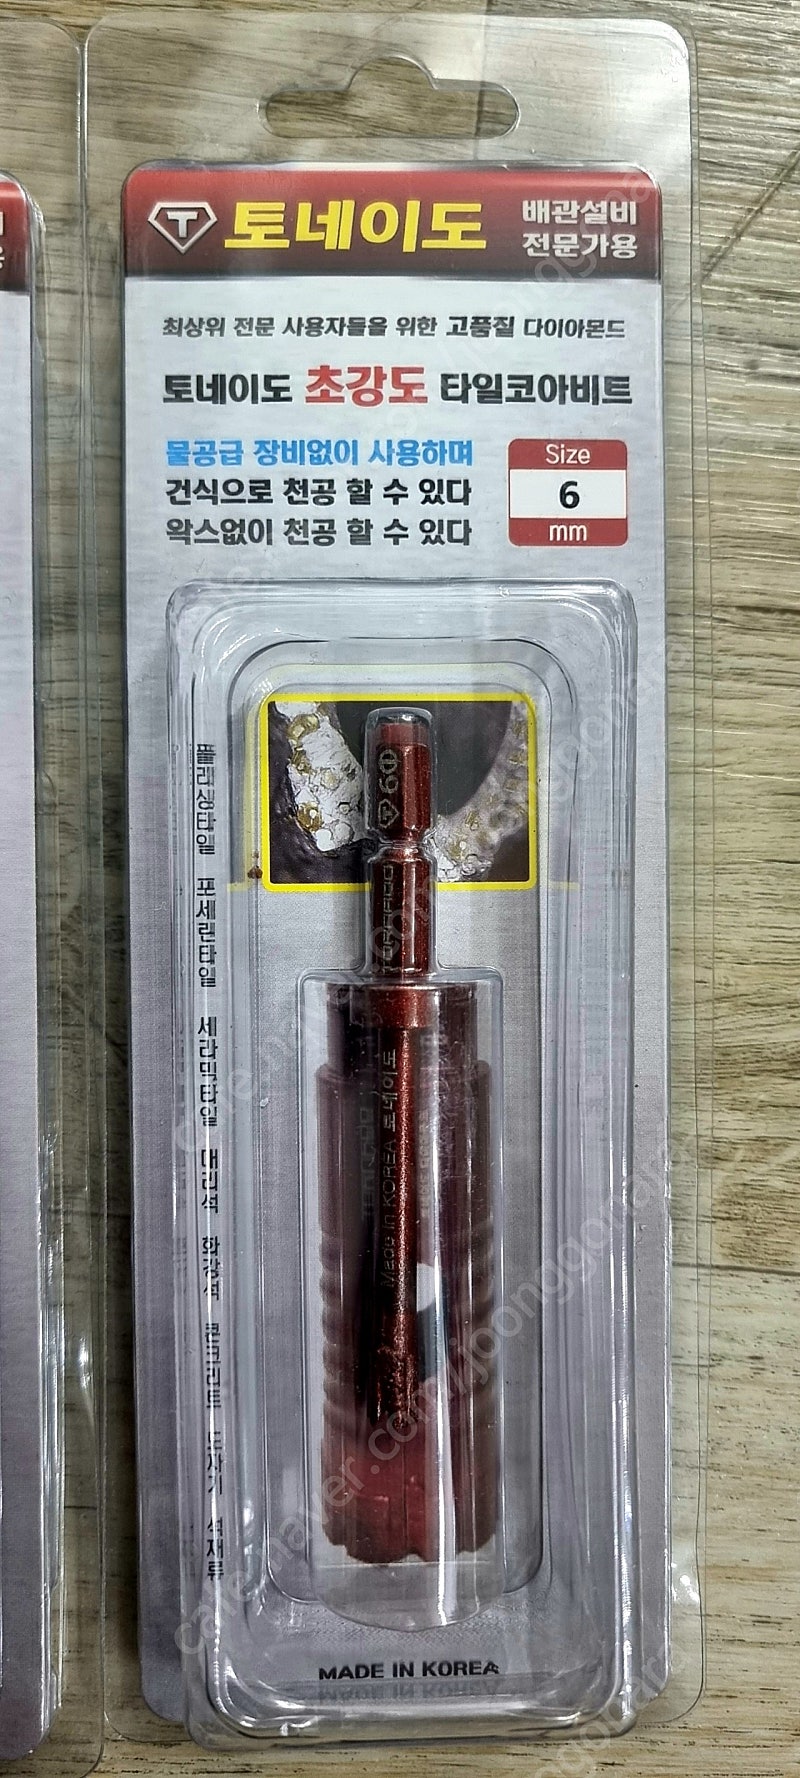 T
토네이도
배관설비
전문가용
최상위 전문 사용자들을 위한 고품질 다이아몬드
토네이도 초강도 타일코아비트
물공급 장비없이 사용하며
건식으로 천공 할 수 있다
왁스없이 천공 할 수 있다
Size
6
mm
6Φ
TORNADO
Made in KOREA 토네이도
폴리싱타일 포세린타일 세라믹타일 대리석 화강석 콘크리트 도자기 석재류
MADE IN KOREA
cafe.naver.com/joonggonara